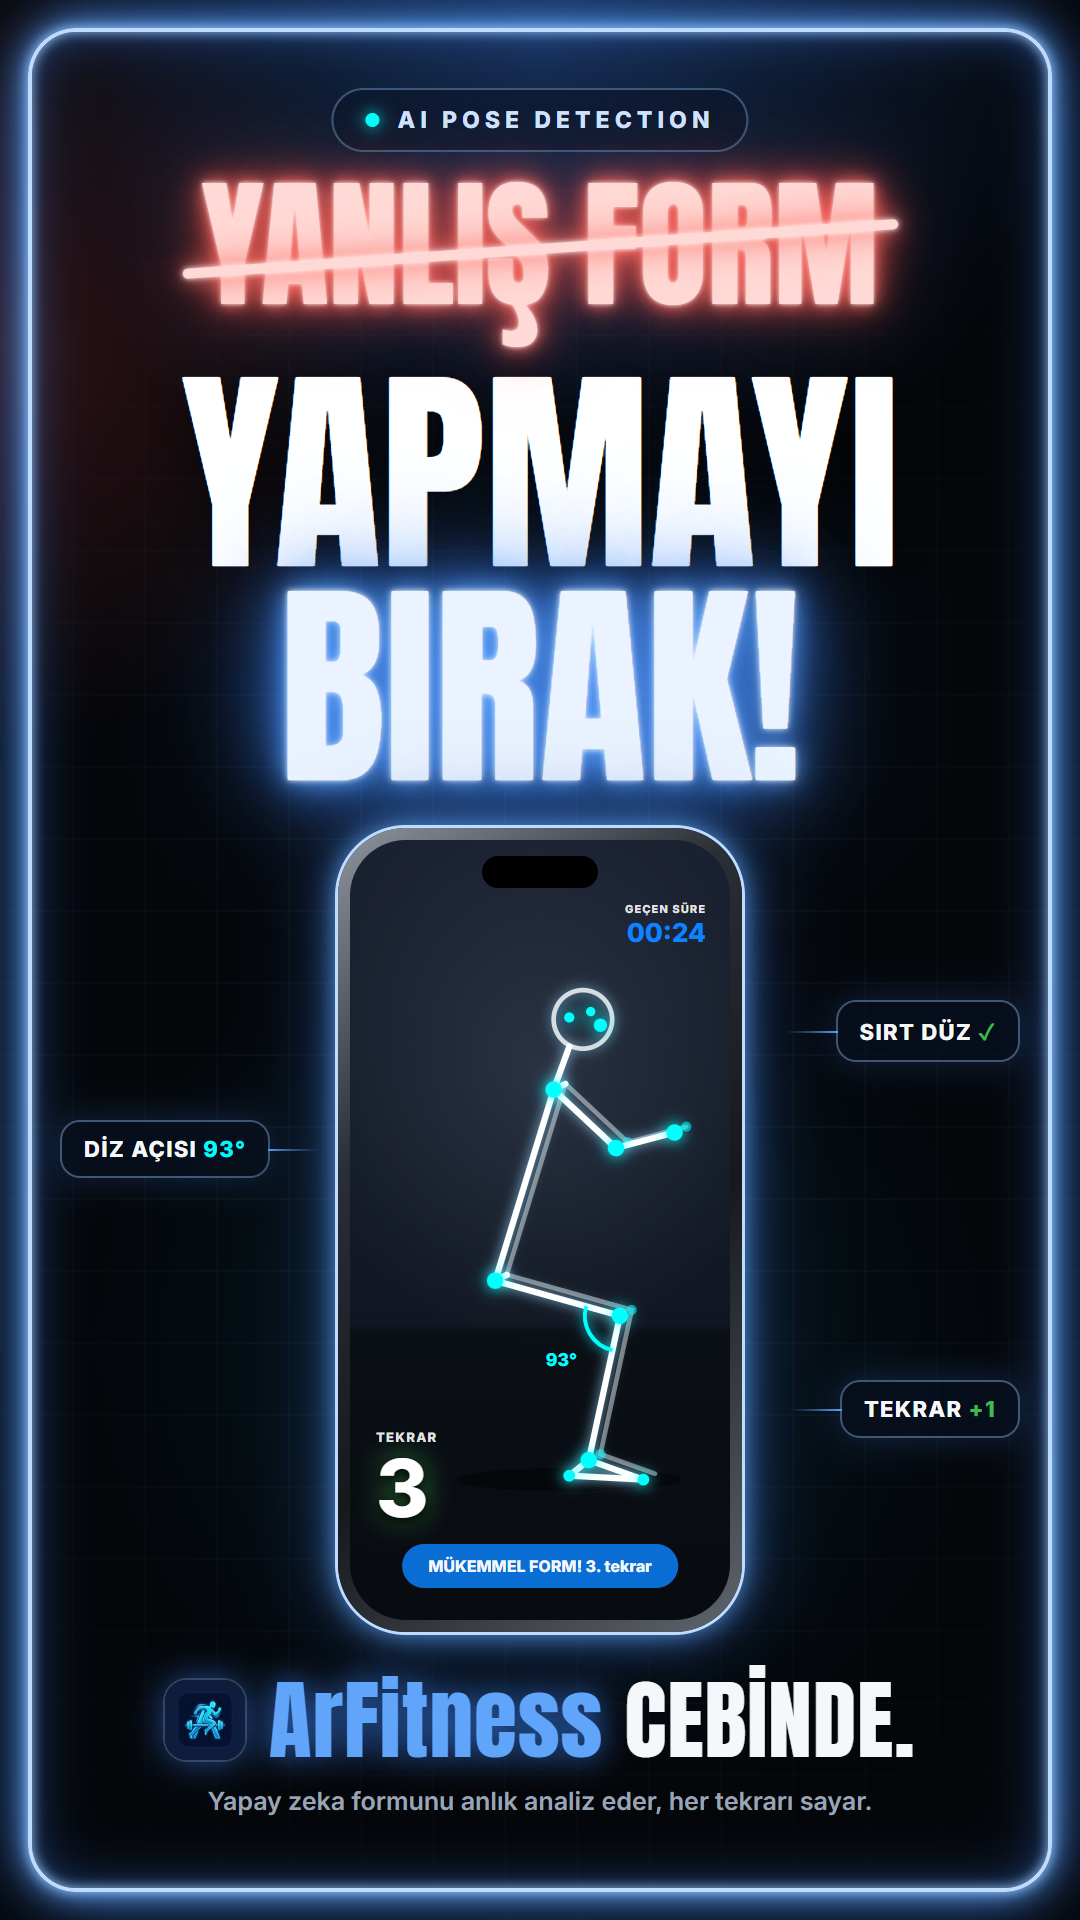 AI POSE DETECTION
YANLIŞ FORM
YAPMAYI
BIRAK!
GEÇEN SÜRE
00:24
SIRT DÜZ ✓
DİZ AÇISI 93°
93°
TEKRAR +1
TEKRAR
3
MÜKEMMEL FORM! 3. tekrar
ArFitness CEBİNDE.
Yapay zeka formunu anlık analiz eder, her tekrarı sayar.